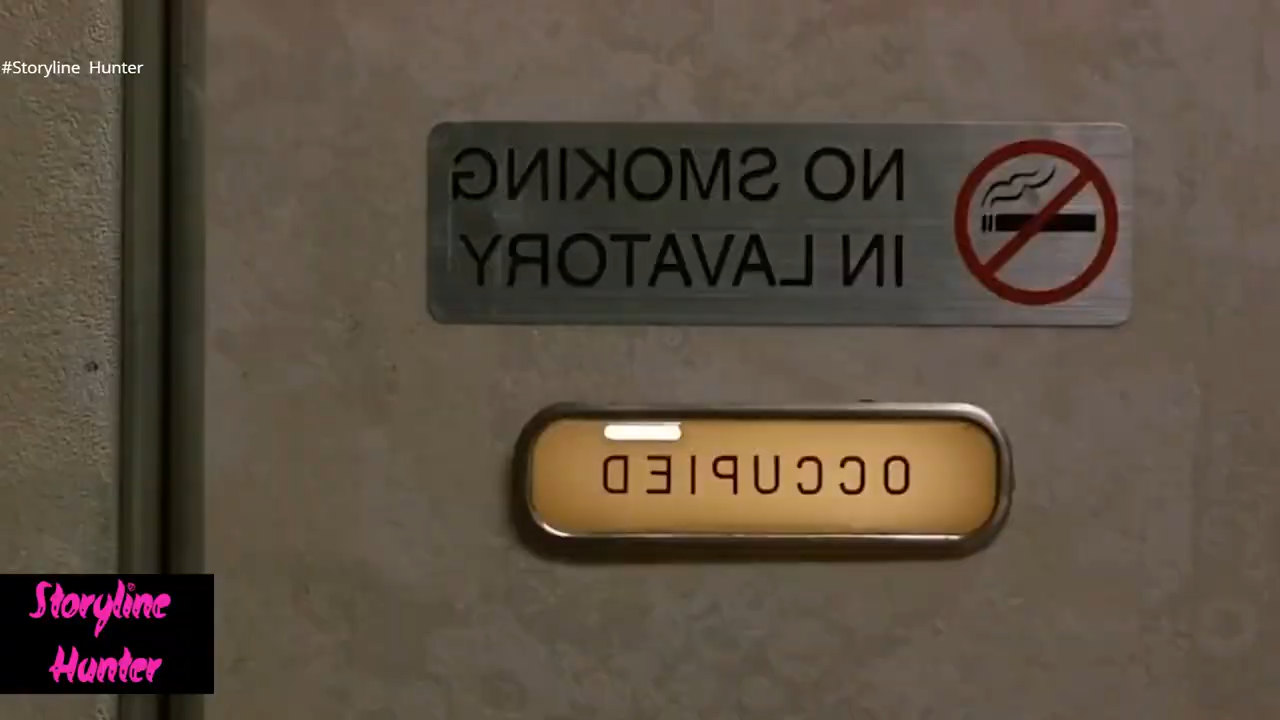 #Storyline Hunter
NO SMOKING
IN LAVATORY
OCCUPIED
Storyline
Hunter